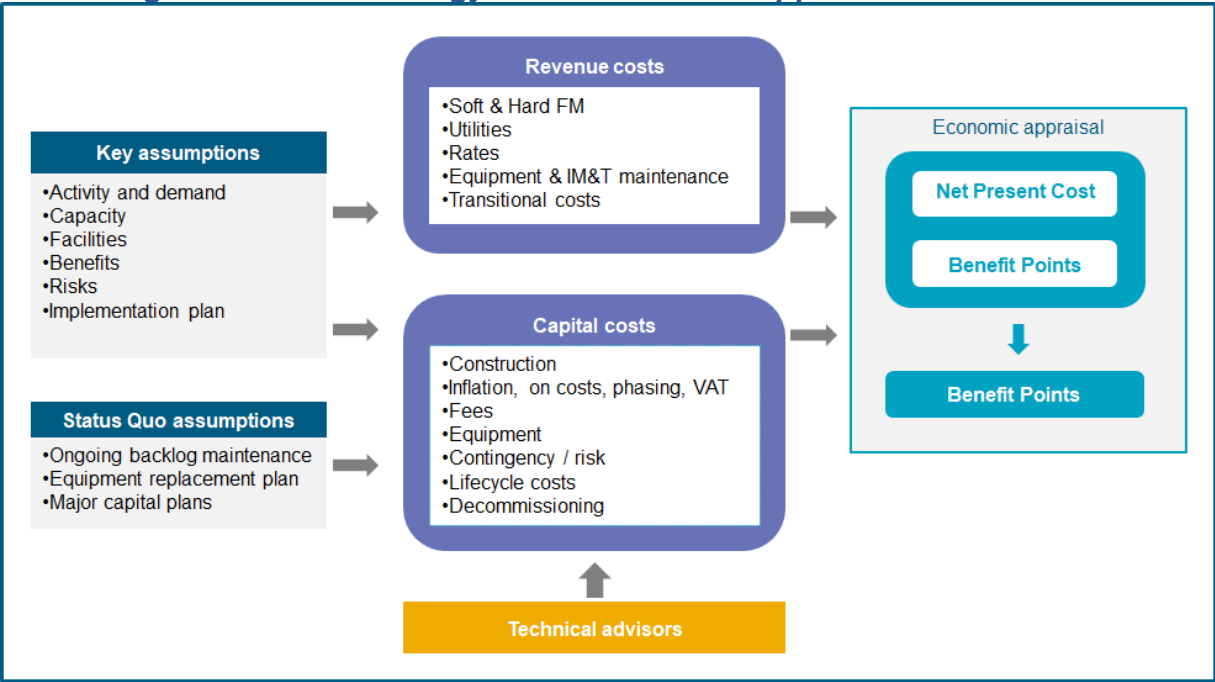 Key assumptions
•Activity and demand
•Capacity
•Facilities
•Benefits
•Risks
•Implementation plan
Status Quo assumptions
•Ongoing backlog maintenance
•Equipment replacement plan
•Major capital plans
Revenue costs
•Soft & Hard FM
•Utilities
•Rates
•Equipment & IM&T maintenance
•Transitional costs
Capital costs
•Construction
•Inflation, on costs, phasing, VAT
•Fees
•Equipment
•Contingency / risk
•Lifecycle costs
•Decommissioning
Technical advisors
Economic appraisal
Net Present Cost
Benefit Points
Benefit Points